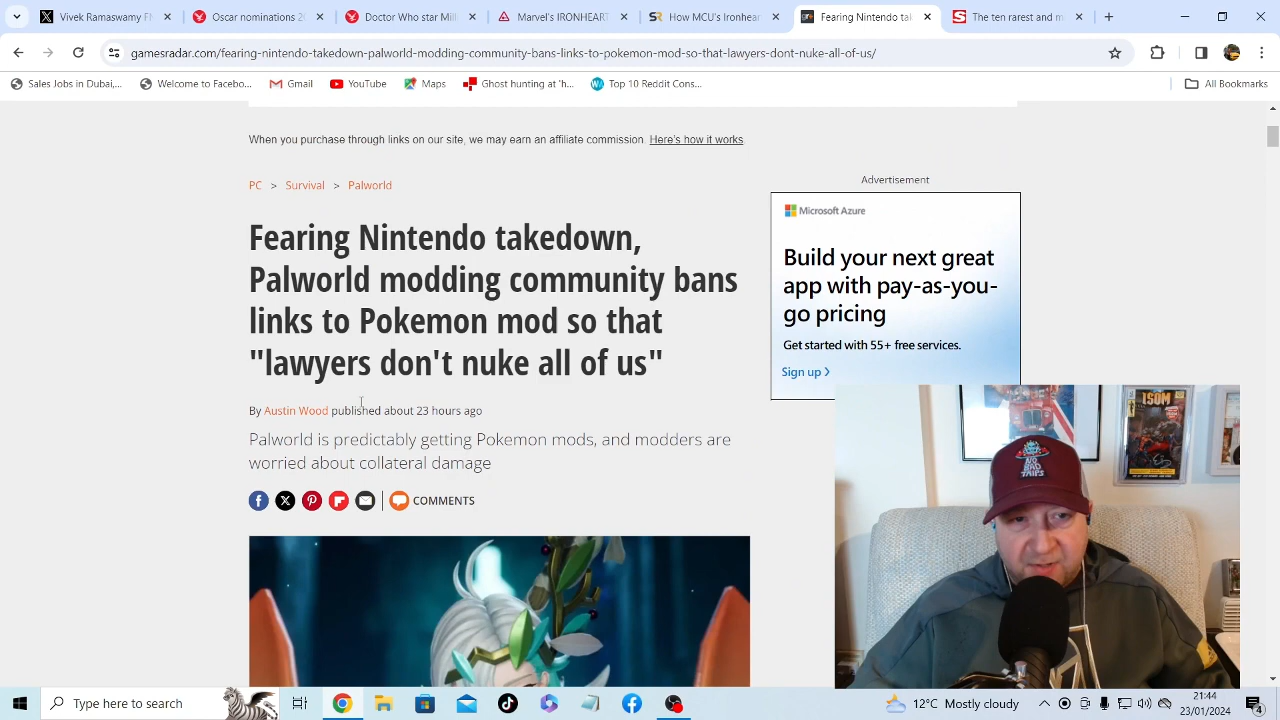 Vivek Ramaswamy F
Oscar nominations 2
Doctor Who star Mil
Marvel's IRONHEART
How MCU's Ironhear
Fearing Nintendo tak
The ten rarest and m
gamesradar.com/fearing-nintendo-takedown-palworld-modding-community-bans-links-to-pokemon-mod-so-that-lawyers-dont-nuke-all-of-us/
Sales Jobs in Dubai,...
Welcome to Facebo...
Gmail
YouTube
Maps
Ghost hunting at 'h...
Top 10 Reddit Cons...
All Bookmarks
When you purchase through links on our site, we may earn an affiliate commission. Here's how it works.
PC > Survival > Palworld
Advertisement
Microsoft Azure
Build your next great
app with pay-as-you-
go pricing
Get started with 55+ free services.
Sign up
Fearing Nintendo takedown,
Palworld modding community bans
links to Pokemon mod so that
"lawyers don't nuke all of us"
By Austin Wood published about 23 hours ago
Palworld is predictably getting Pokemon mods, and modders are
worried about collateral damage
COMMENTS
ISOM
Type here to search
12°C Mostly cloudy
21:44
23/01/2024
4